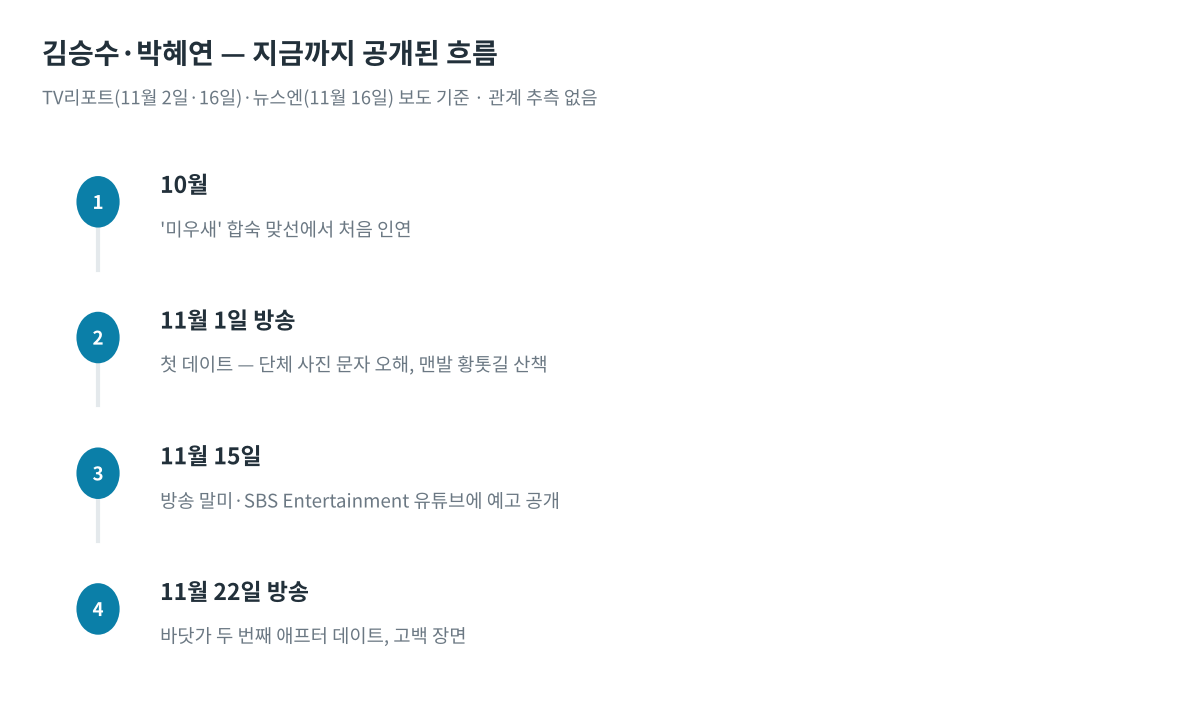 김승수·박혜연 — 지금까지 공개된 흐름
TV리포트(11월 2일·16일)·뉴스엔(11월 16일) 보도 기준 · 관계 추측 없음
1
10월
'미우새' 합숙 맞선에서 처음 인연
2
11월 1일 방송
첫 데이트 — 단체 사진 문자 오해, 맨발 황톳길 산책
3
11월 15일
방송 말미·SBS Entertainment 유튜브에 예고 공개
4
11월 22일 방송
바닷가 두 번째 애프터 데이트, 고백 장면